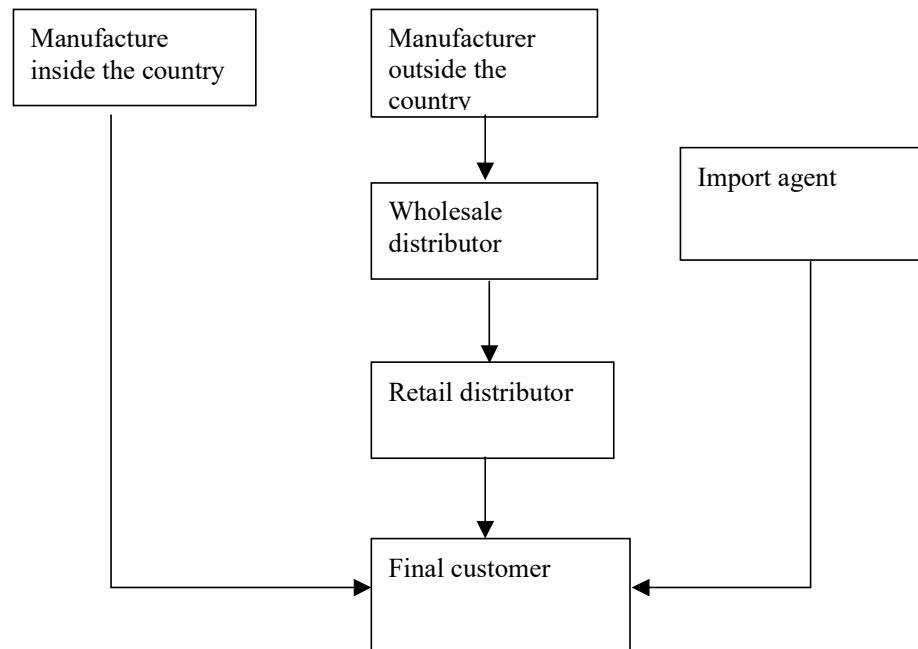 Manufacture
inside the country
Manufacturer
outside the
country
Import agent
Wholesale
distributor
Retail distributor
Final customer